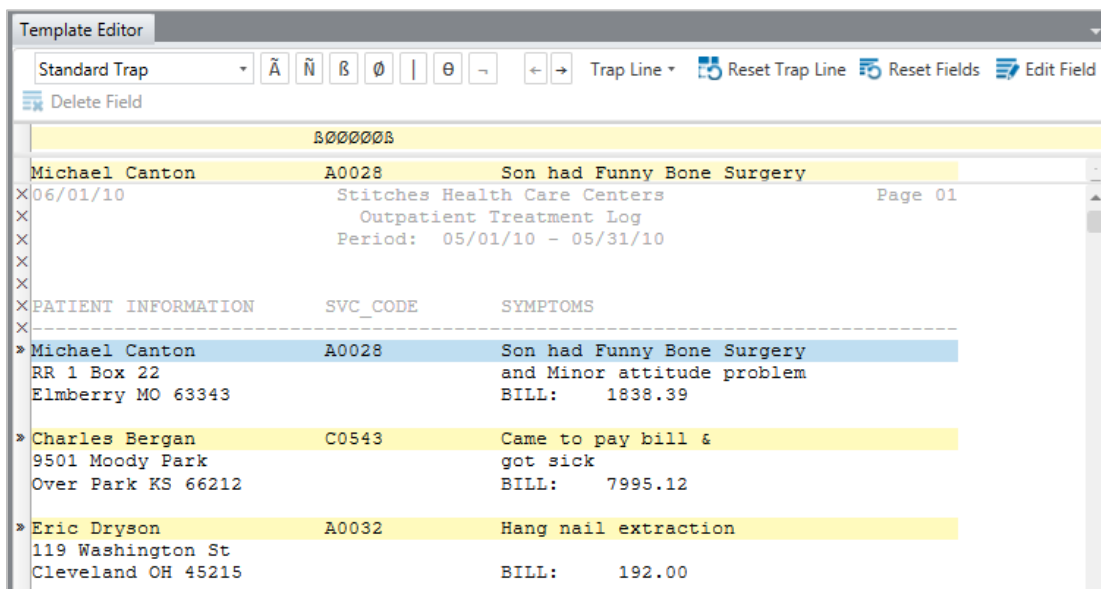 Template Editor
Standard Trap Ã Ñ ß Ø | Ɵ ¬ ← → Trap Line Reset Trap Line Reset Fields Edit Field
Delete Field
ßØØØØØß
Michael Canton A0028 Son had Funny Bone Surgery
06/01/10 Stitches Health Care Centers Page 01
Outpatient Treatment Log
Period: 05/01/10 - 05/31/10
PATIENT INFORMATION SVC_CODE SYMPTOMS
--------------------------------------------------------------------------------
» Michael Canton A0028 Son had Funny Bone Surgery
RR 1 Box 22 and Minor attitude problem
Elmberry MO 63343 BILL: 1838.39
» Charles Bergan C0543 Came to pay bill &
9501 Moody Park got sick
Over Park KS 66212 BILL: 7995.12
» Eric Dryson A0032 Hang nail extraction
119 Washington St
Cleveland OH 45215 BILL: 192.00